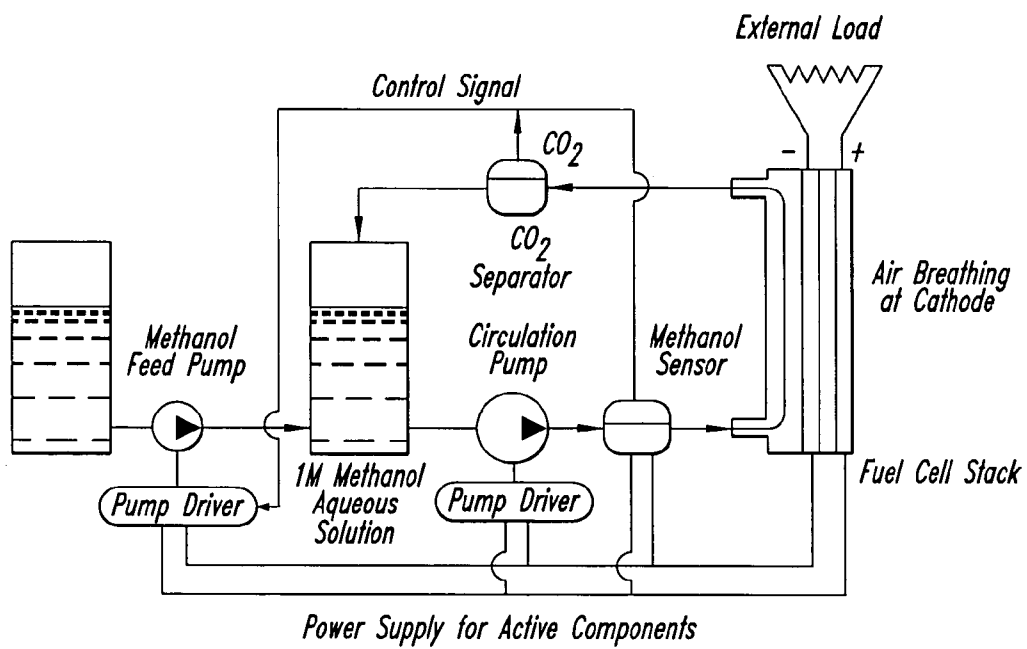 External Load
Control Signal
CO2
- +
CO2
Separator
Air Breathing
at Cathode
Methanol
Feed Pump
Circulation
Pump
Methanol
Sensor
Fuel Cell Stack
1M Methanol
Aqueous
Solution
Pump Driver
Pump Driver
Power Supply for Active Components